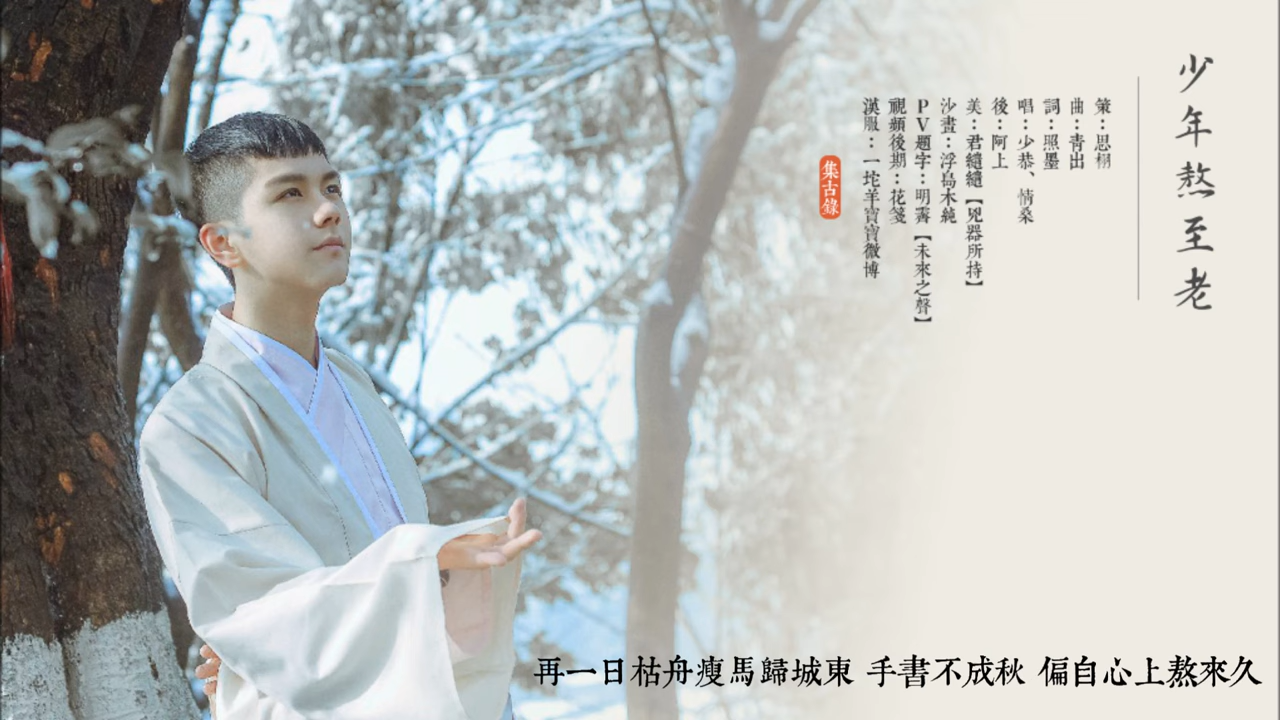 少年熬至老
策：思栩
曲：青出
詞：照墨
唱：少恭、情桑
後：阿上
美：君繾繾【兇器所持】
沙畫：浮島木純
PV題字：明霽【未來之聲】
視頻後期：花箋
漢服：一坨羊寶寶微博
集古錄
再一日枯舟瘦馬歸城東 手書不成秋 偏自心上熬來久